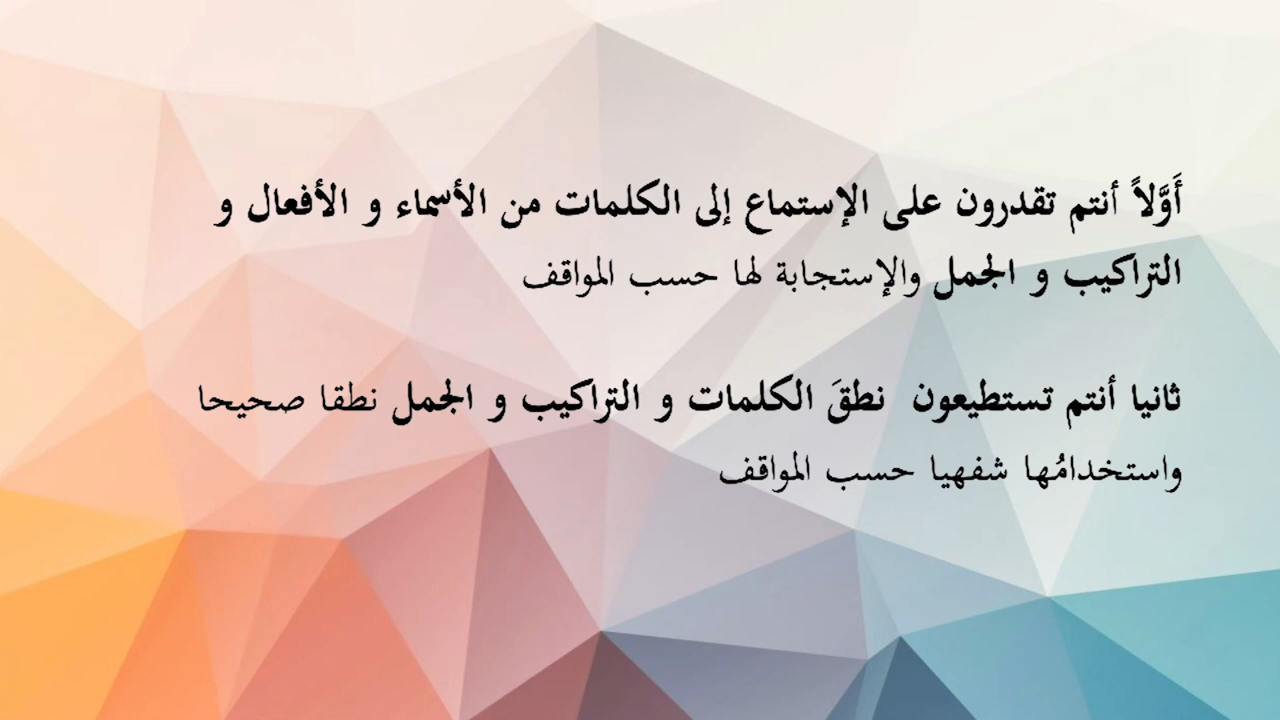 أَوَّلاً أنتم تقدرون على الإستماع إلى الكلمات من الأسماء و الأفعال و
التراكيب و الجمل والإستجابة لها حسب المواقف
ثانيا أنتم تستطيعون نطقَ الكلمات و التراكيب و الجمل نطقا صحيحا
واستخدامُها شفهيا حسب المواقف